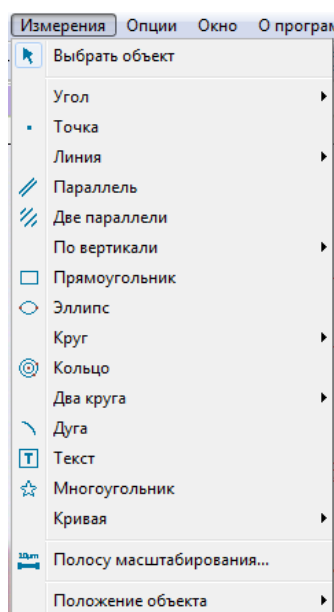 Измерения Опции Окно О програм
Выбрать объект
Угол
Точка
Линия
Параллель
Две параллели
По вертикали
Прямоугольник
Эллипс
Круг
Кольцо
Два круга
Дуга
T Текст
Многоугольник
Кривая
10µm Полосу масштабирования...
Положение объекта